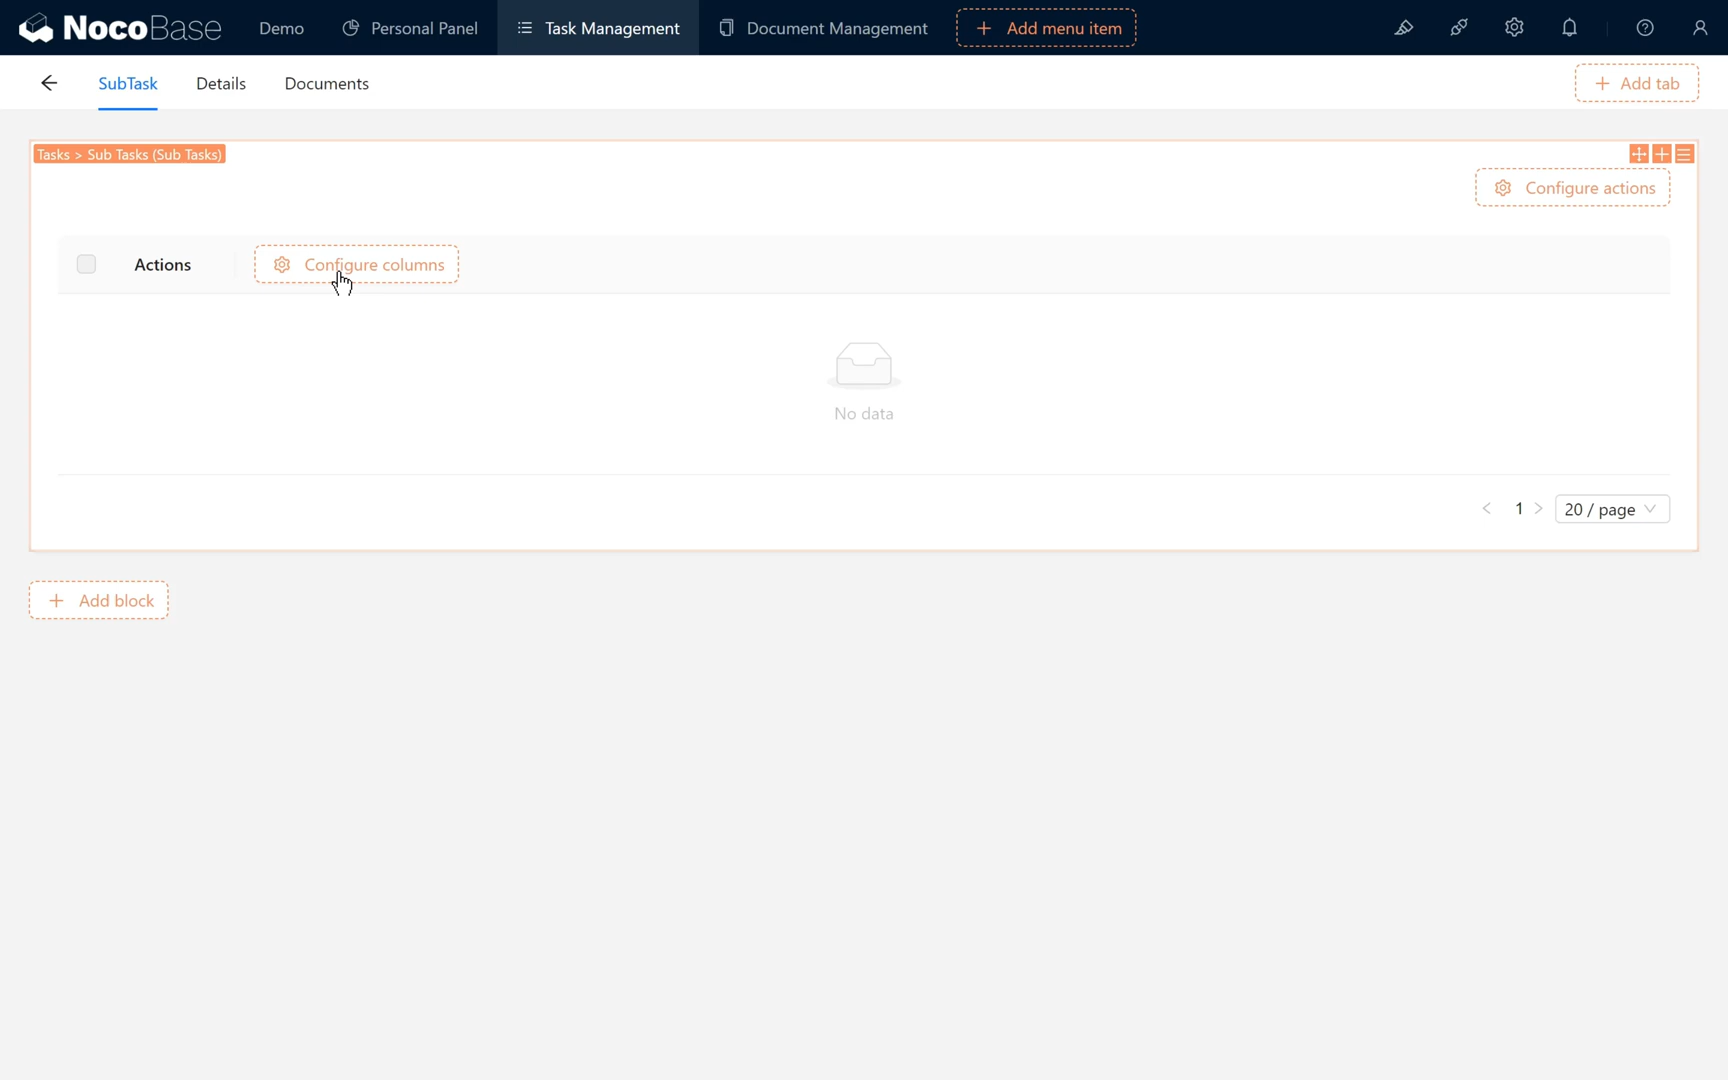 NocoBase Demo Personal Panel Task Management Document Management Add menu item
SubTask Details Documents Add tab
Tasks > Sub Tasks (Sub Tasks)
Configure actions
Actions Configure columns
No data
1 20 / page
Add block